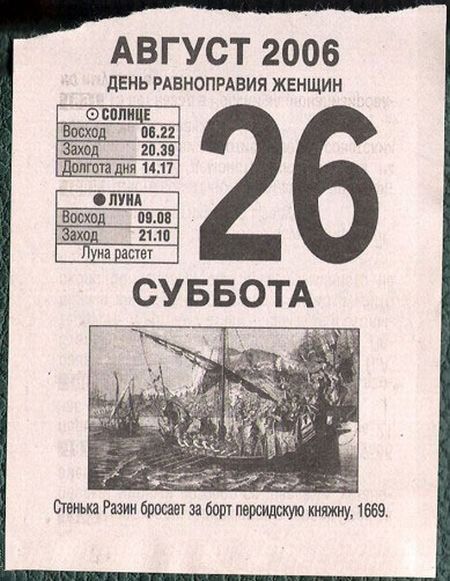 АВГУСТ 2006
ДЕНЬ РАВНОПРАВИЯ ЖЕНЩИН
СОЛНЦЕ
Восход 06.22
Заход 20.39
Долгота дня 14.17
ЛУНА
Восход 09.08
Заход 21.10
Луна растет
26
СУББОТА
Стенька Разин бросает за борт персидскую княжну, 1669.